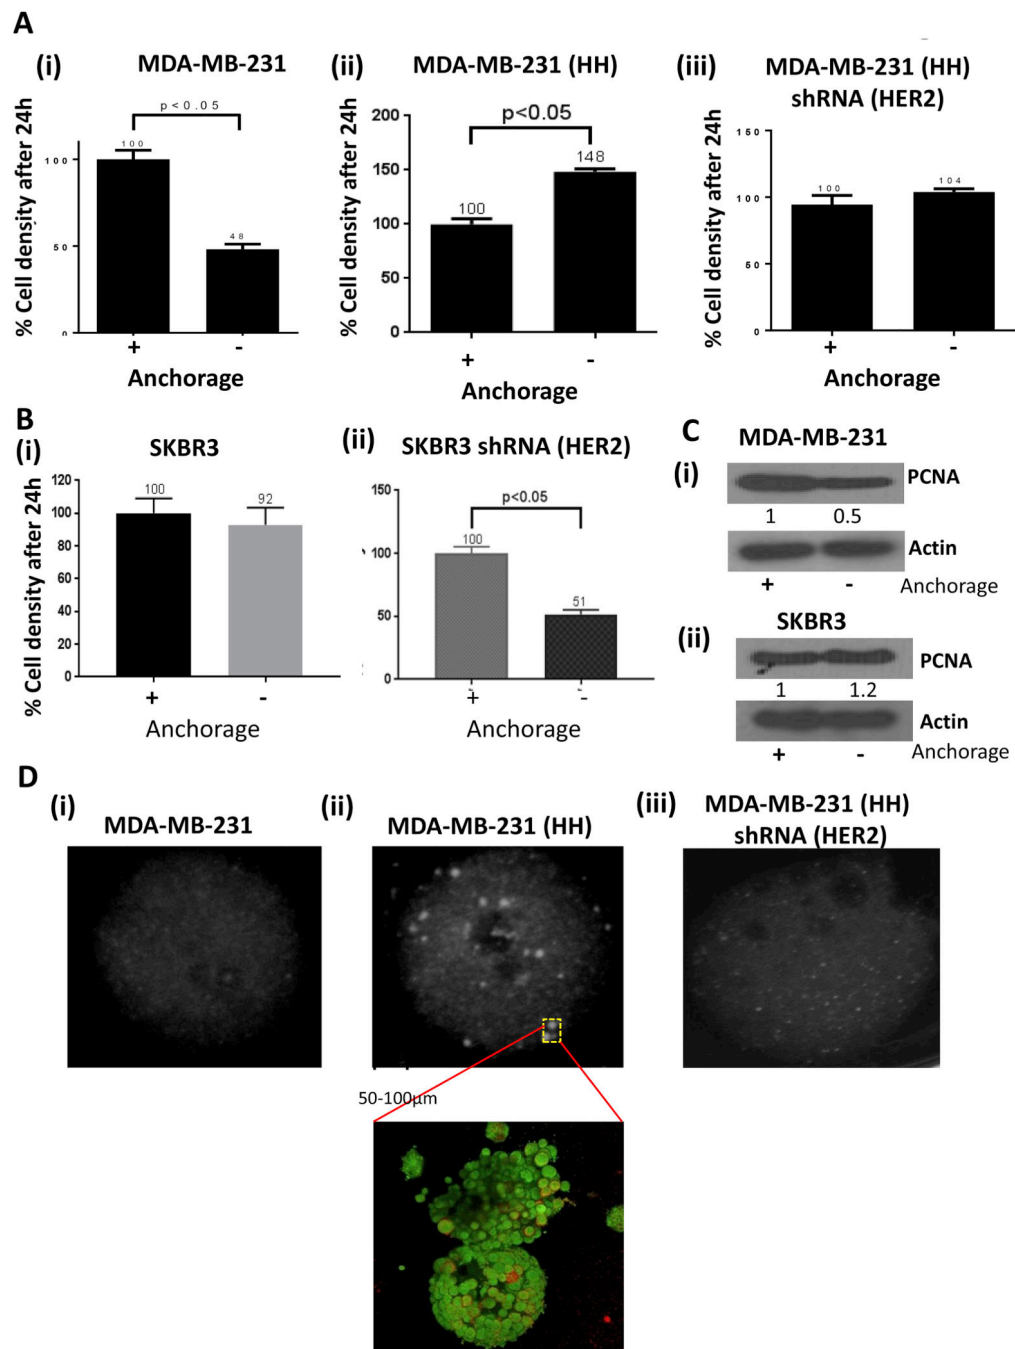 A
(i)
MDA-MB-231
% Cell density after 24h
p<0.05
100
48
100
50
0
+
-
Anchorage
(ii)
MDA-MB-231 (HH)
% Cell density after 24h
p<0.05
100
148
200
150
100
50
0
+
-
Anchorage
(iii)
MDA-MB-231 (HH)
shRNA (HER2)
% Cell density after 24h
100
104
150
100
50
0
+
-
Anchorage
B
(i)
SKBR3
% Cell density after 24h
100
92
120
100
80
60
40
20
0
+
-
Anchorage
(ii)
SKBR3 shRNA (HER2)
p<0.05
100
51
150
100
50
0
+
-
Anchorage
C
MDA-MB-231
(i)
PCNA
1 0.5
Actin
+ - Anchorage
SKBR3
(ii)
PCNA
1 1.2
Actin
+ - Anchorage
D
(i)
MDA-MB-231
(ii)
MDA-MB-231 (HH)
50-100µm
(iii)
MDA-MB-231 (HH)
shRNA (HER2)